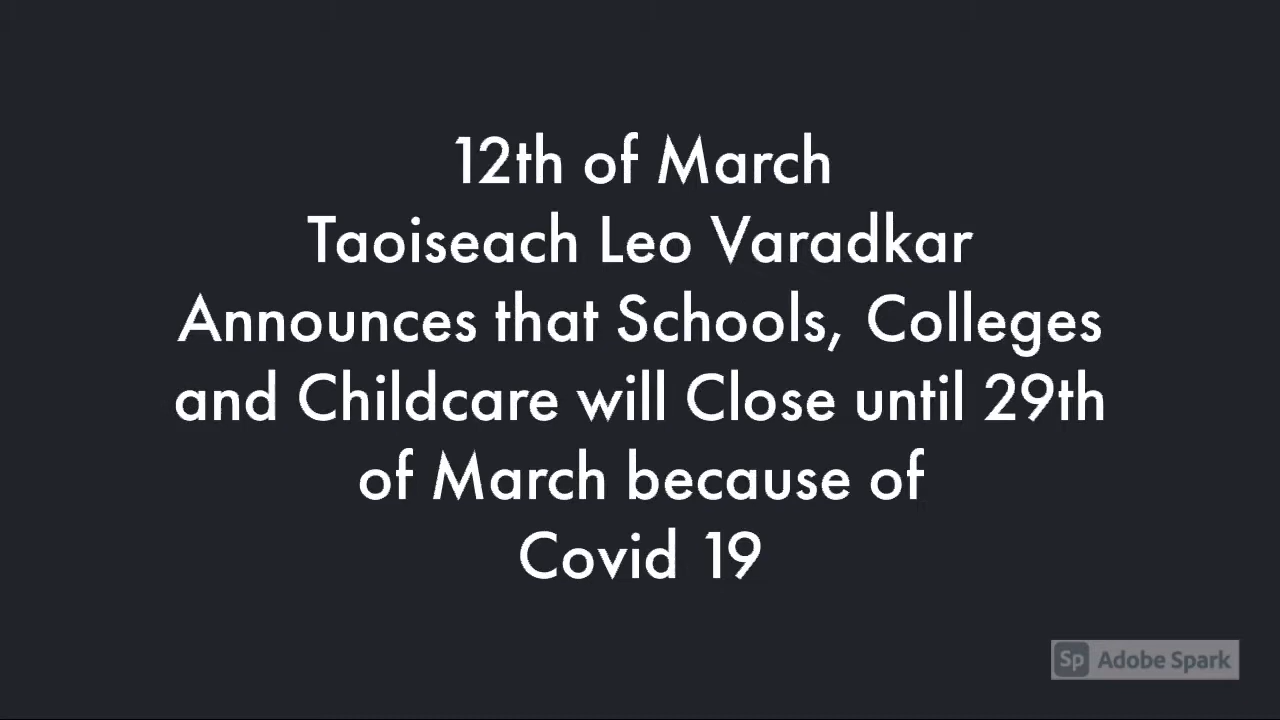 12th of March
Taoiseach Leo Varadkar
Announces that Schools, Colleges
and Childcare will Close until 29th
of March because of
Covid 19
Sp Adobe Spark